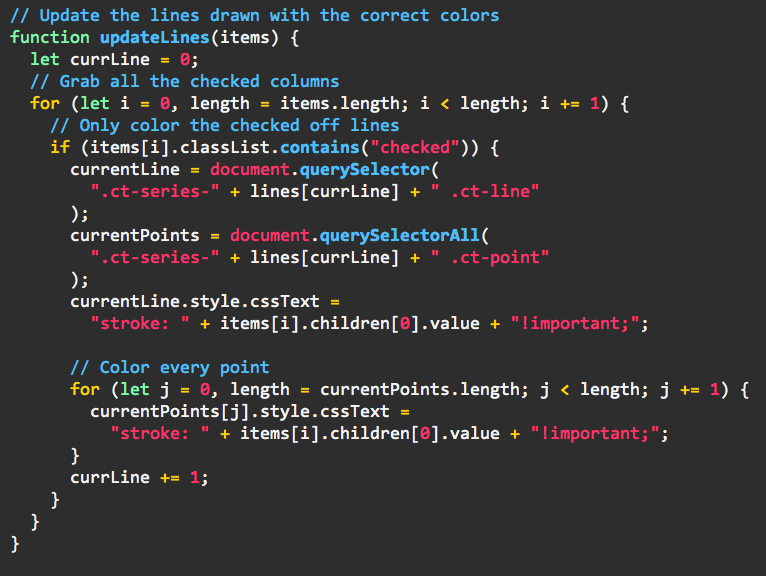 // Update the lines drawn with the correct colors
function updateLines(items) {
  let currLine = 0;
  // Grab all the checked columns
  for (let i = 0, length = items.length; i < length; i += 1) {
    // Only color the checked off lines
    if (items[i].classList.contains("checked")) {
      currentLine = document.querySelector(
        ".ct-series-" + lines[currLine] + " .ct-line"
      );
      currentPoints = document.querySelectorAll(
        ".ct-series-" + lines[currLine] + " .ct-point"
      );
      currentLine.style.cssText =
        "stroke: " + items[i].children[0].value + "!important;";

      // Color every point
      for (let j = 0, length = currentPoints.length; j < length; j += 1) {
        currentPoints[j].style.cssText =
          "stroke: " + items[i].children[0].value + "!important;";
      }
      currLine += 1;
    }
  }
}